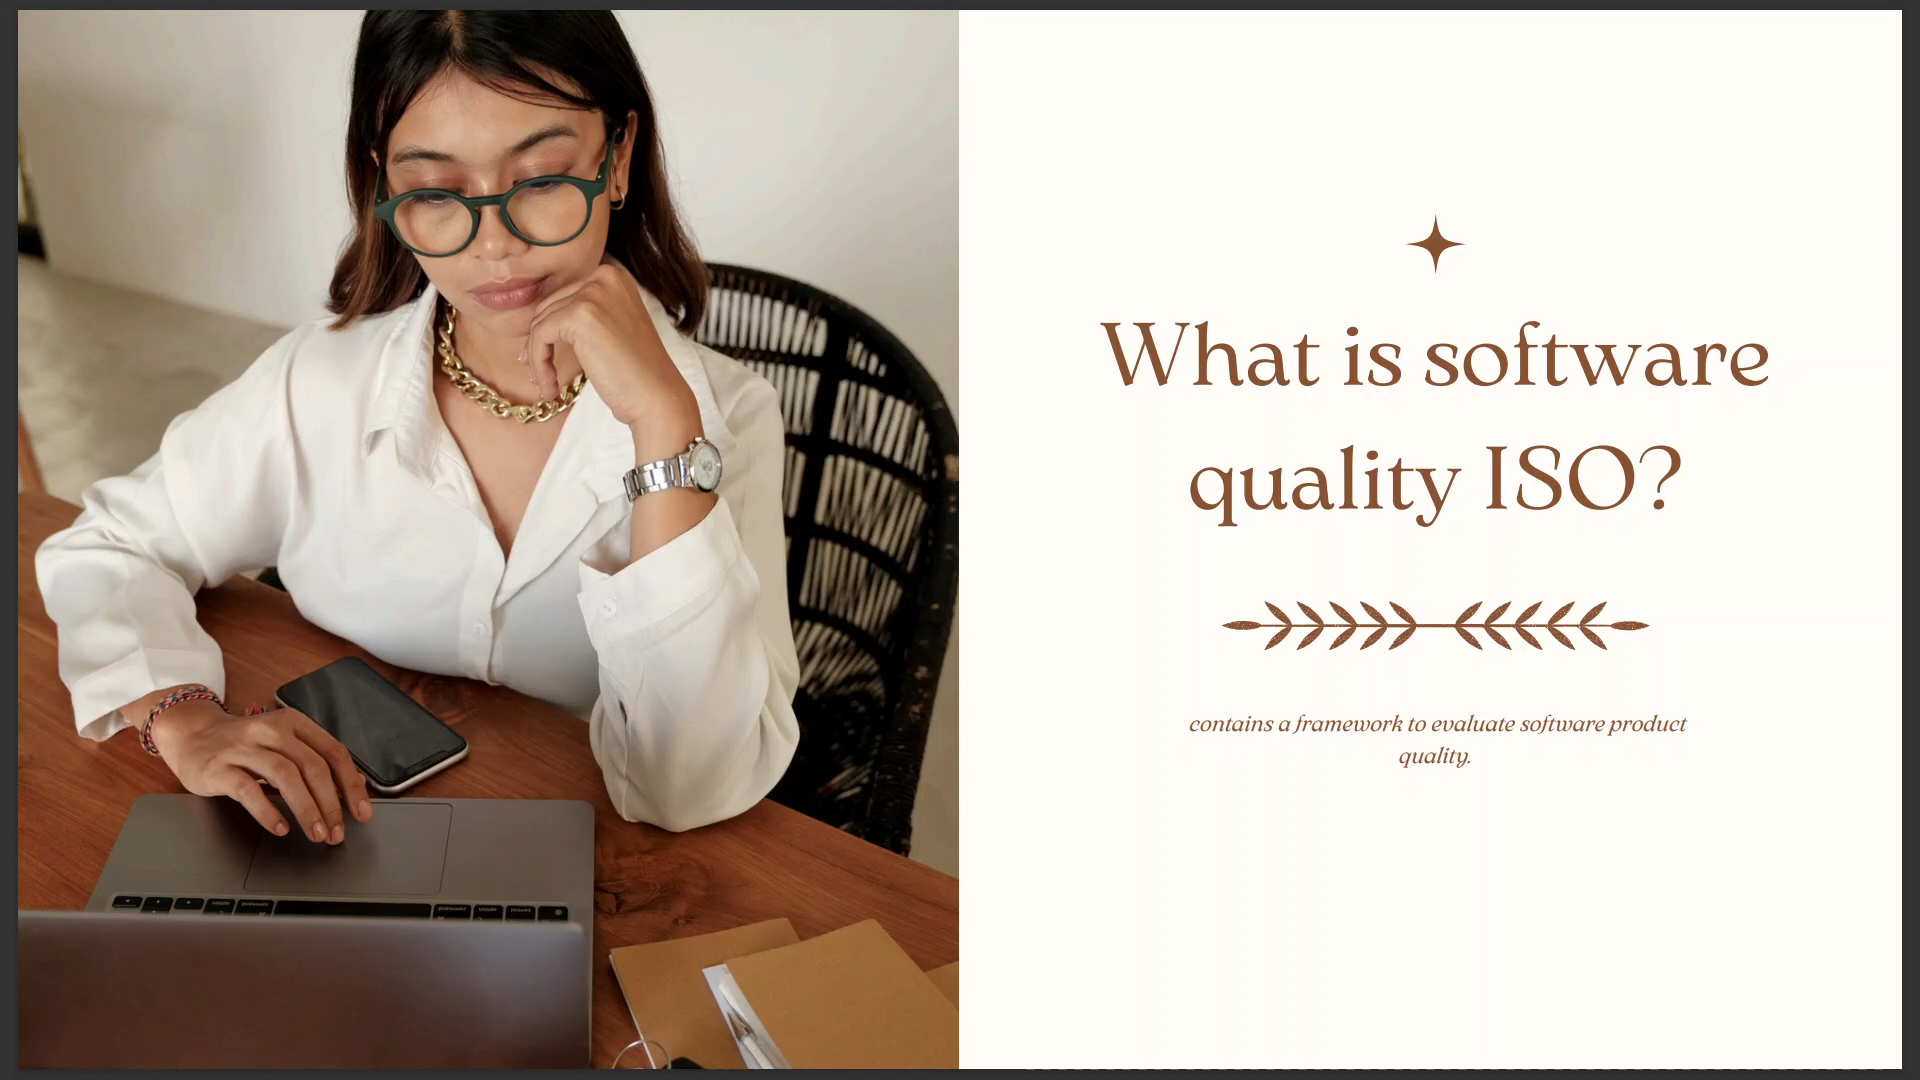 What is software
quality ISO?
contains a framework to evaluate software product
quality.